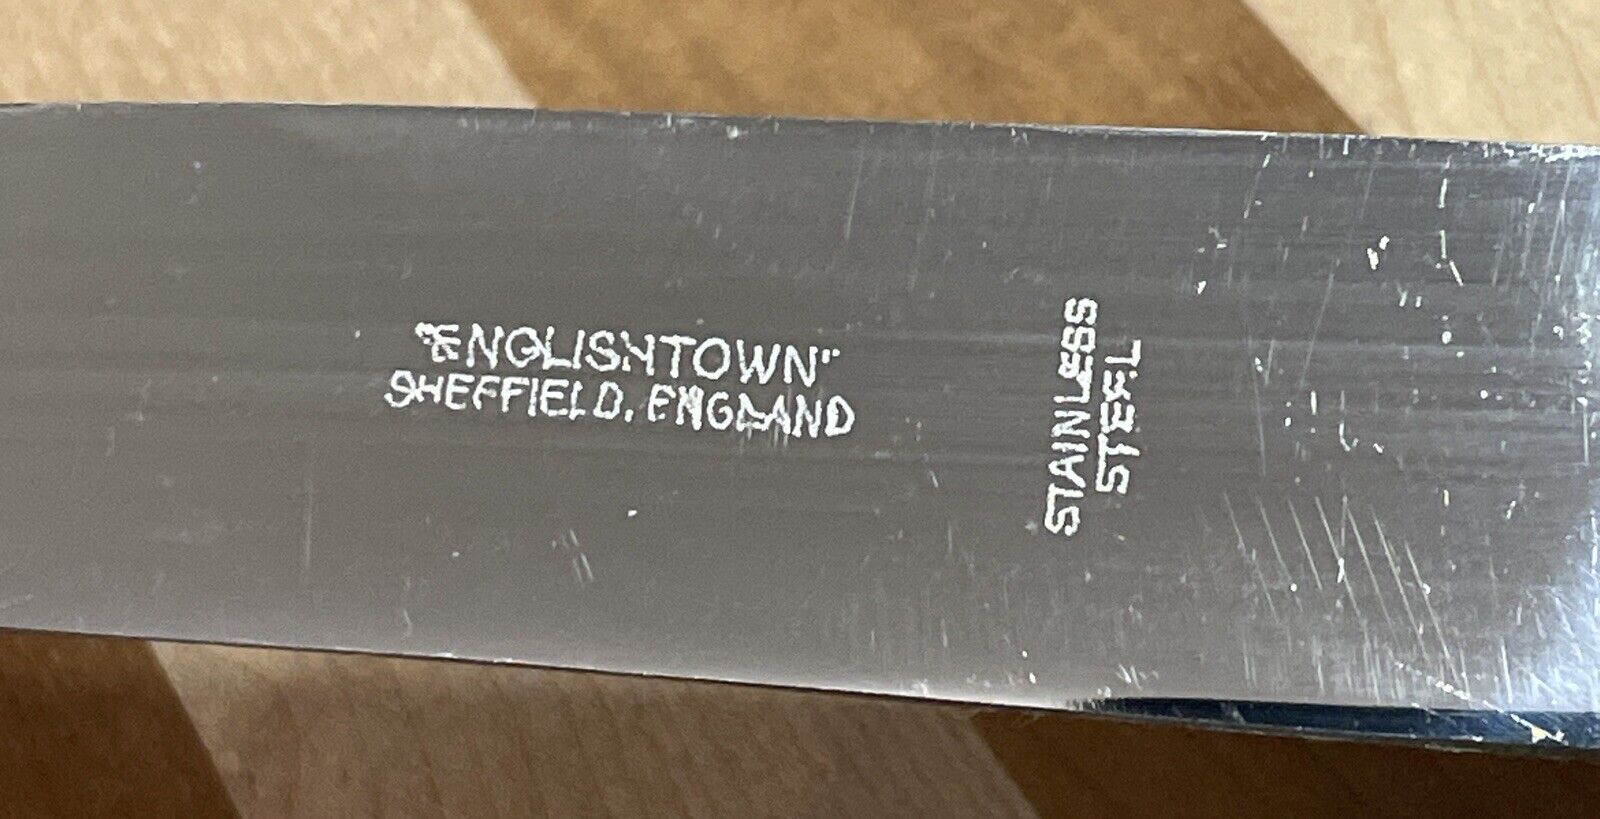 "ENGLISHTOWN"
SHEFFIELD, ENGLAND
STAINLESS
STEEL